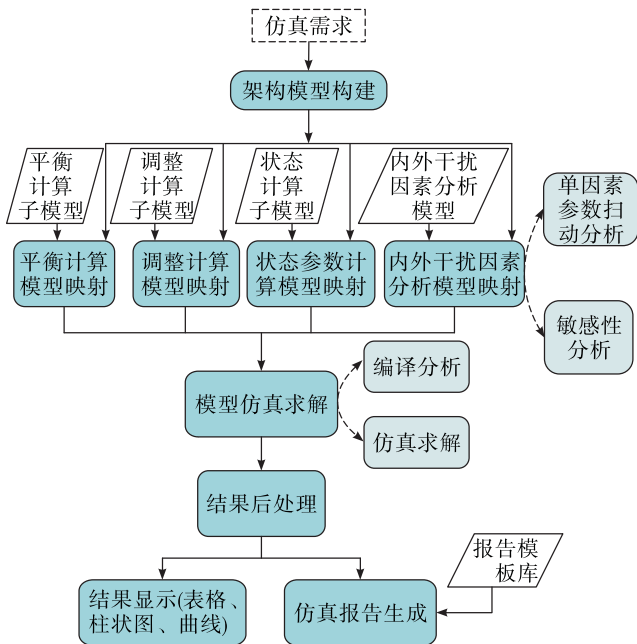 仿真需求
架构模型构建
平衡
计算
子模型
调整
计算
子模型
状态
计算
子模型
内外干扰
因素分析
模型
单因素
参数扫
动分析
平衡计算
模型映射
调整计算
模型映射
状态参数计
算模型映射
内外干扰因素
分析模型映射
敏感性
分析
编译分析
模型仿真求解
仿真求解
结果后处理
报告模
板库
结果显示(表格、
柱状图、曲线)
仿真报告生成